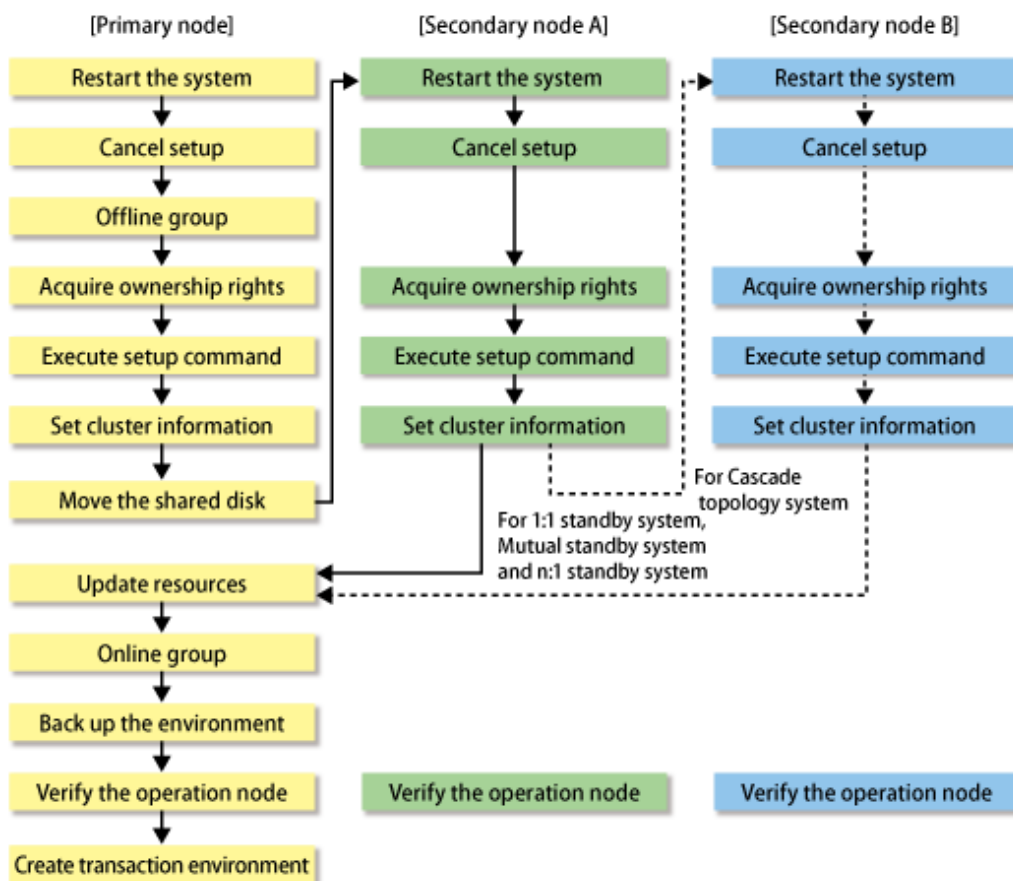 [Primary node]
Restart the system
Cancel setup
Offline group
Acquire ownership rights
Execute setup command
Set cluster information
Move the shared disk
Update resources
Online group
Back up the environment
Verify the operation node
Create transaction environment
[Secondary node A]
Restart the system
Cancel setup
Acquire ownership rights
Execute setup command
Set cluster information
For 1:1 standby system,
Mutual standby system
and n:1 standby system
Verify the operation node
[Secondary node B]
Restart the system
Cancel setup
Acquire ownership rights
Execute setup command
Set cluster information
For Cascade
topology system
Verify the operation node